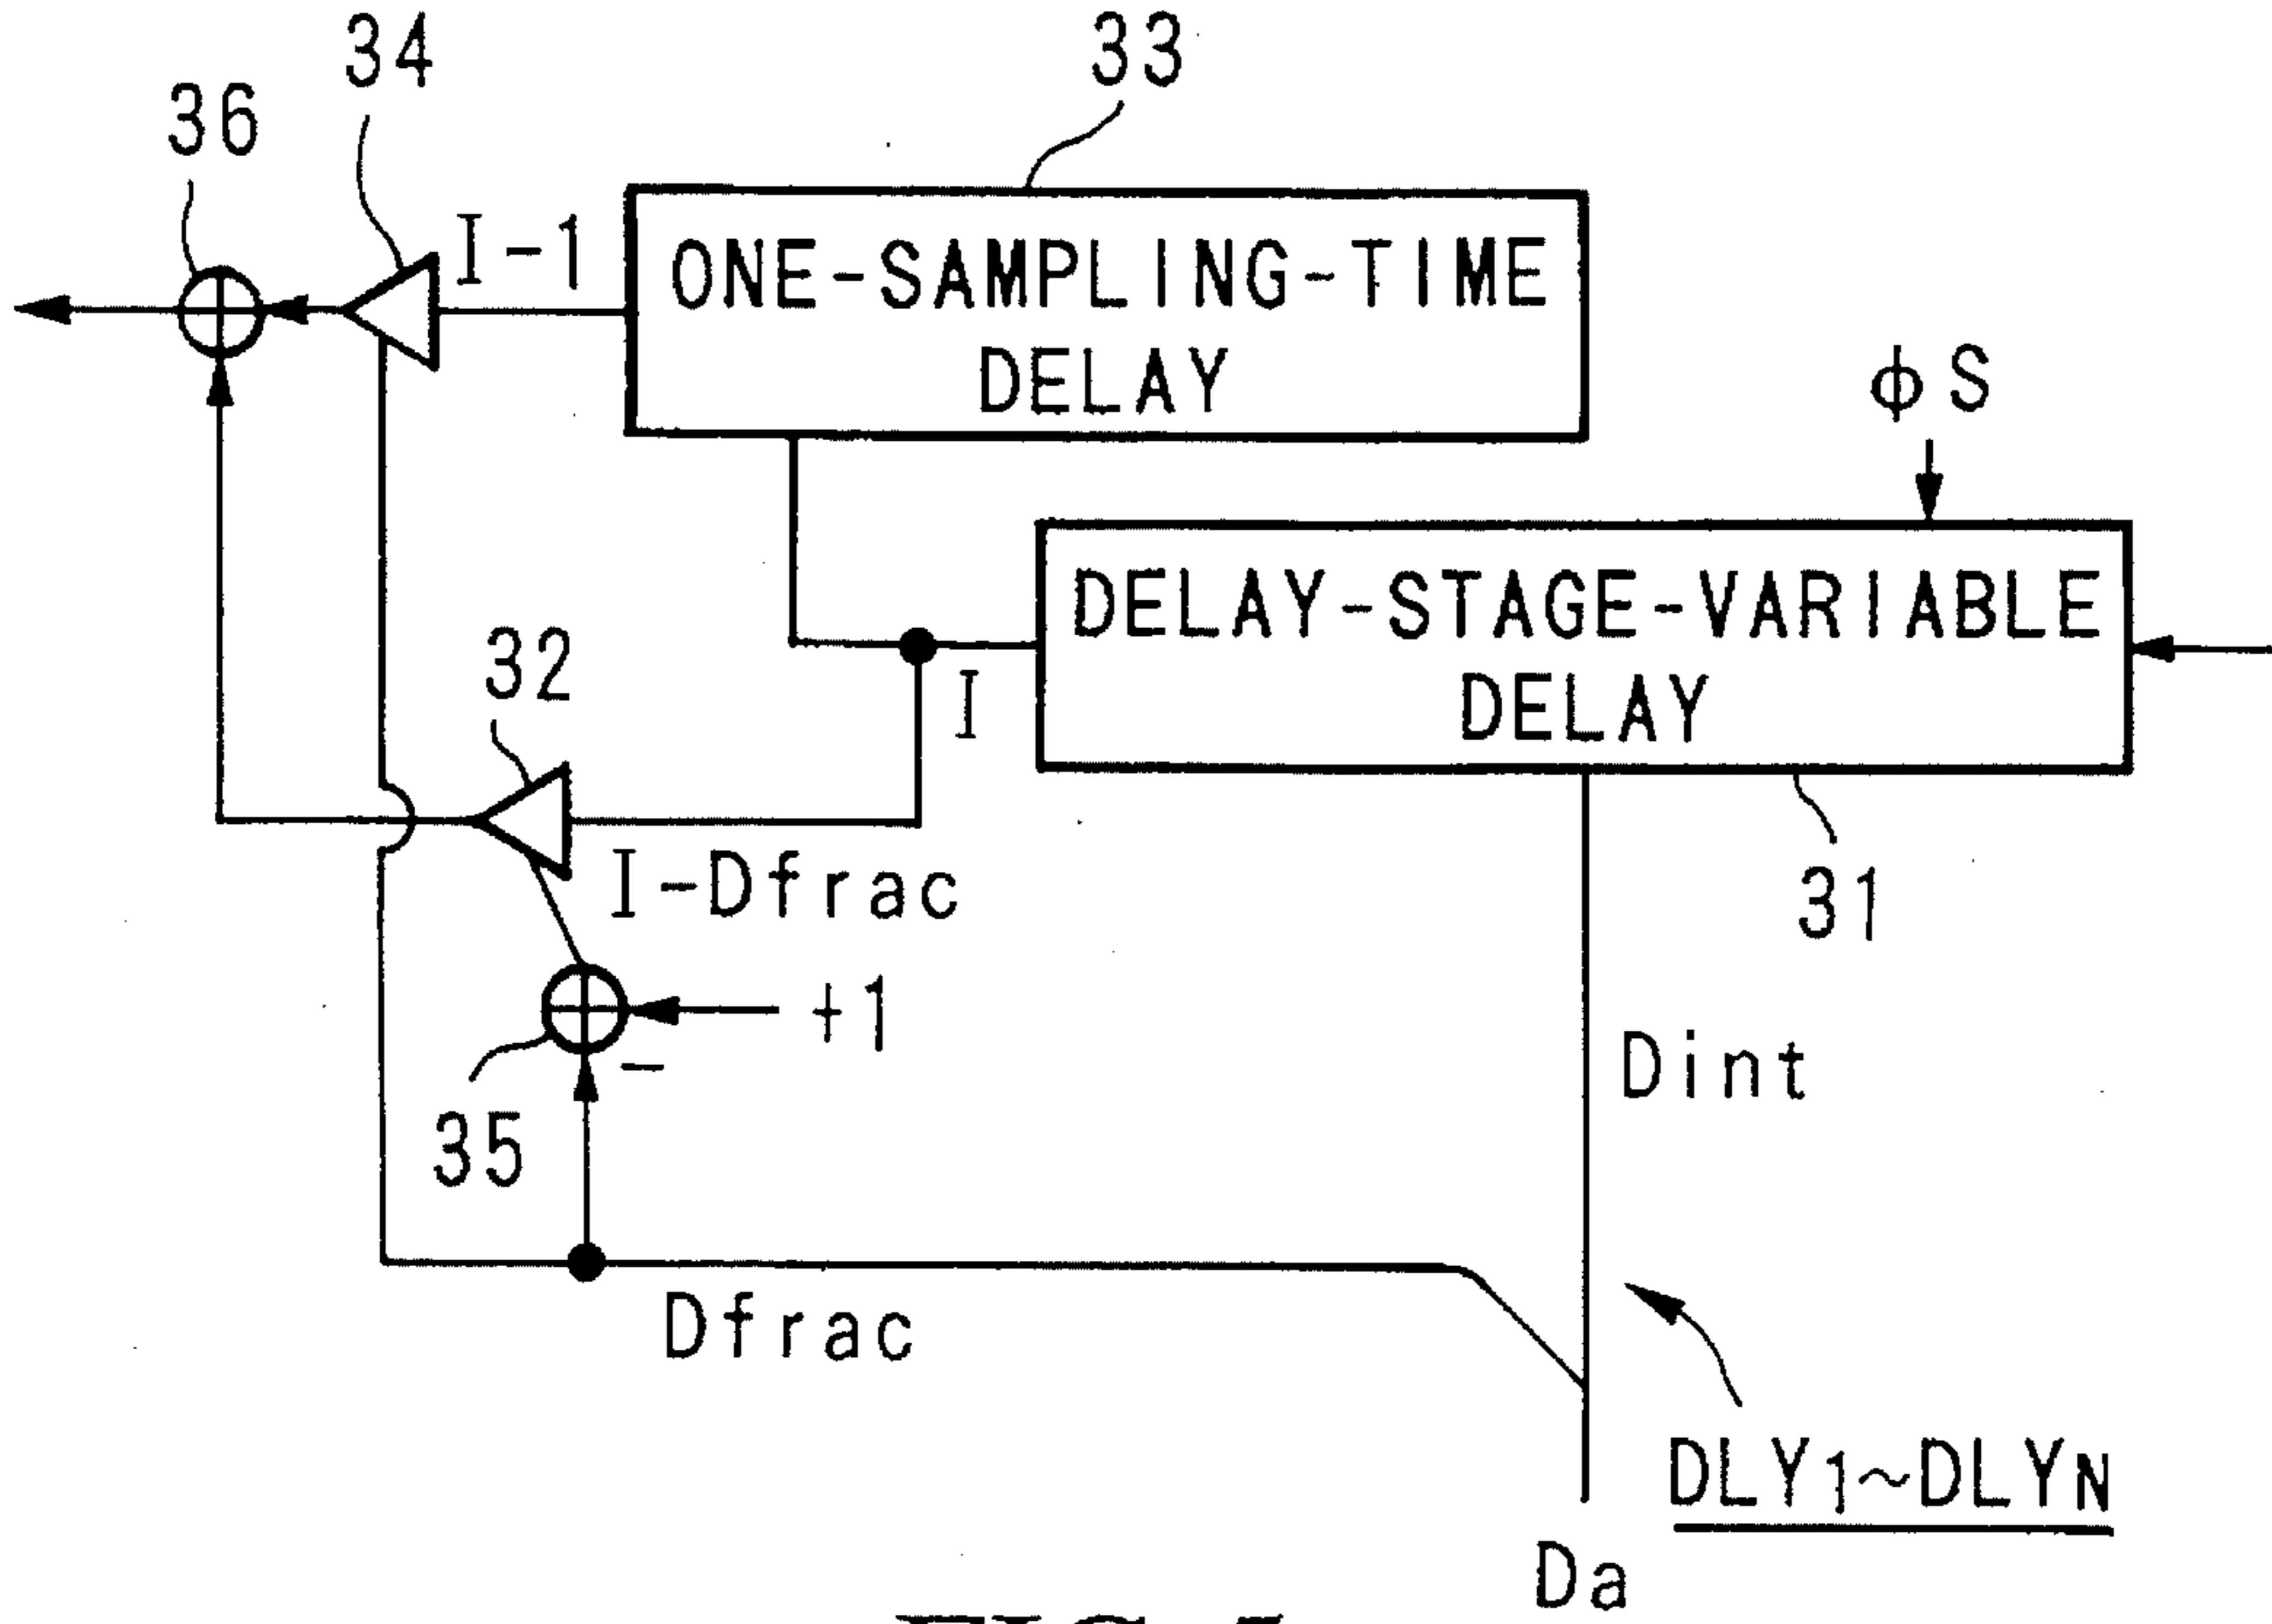 34
33
36
I-1
ONE-SAMPLING-TIME
DELAY
φS
DELAY-STAGE-VARIABLE
DELAY
32
I
I-Dfrac
31
+1
-
Dint
35
Dfrac
DLY1~DLYN
Da